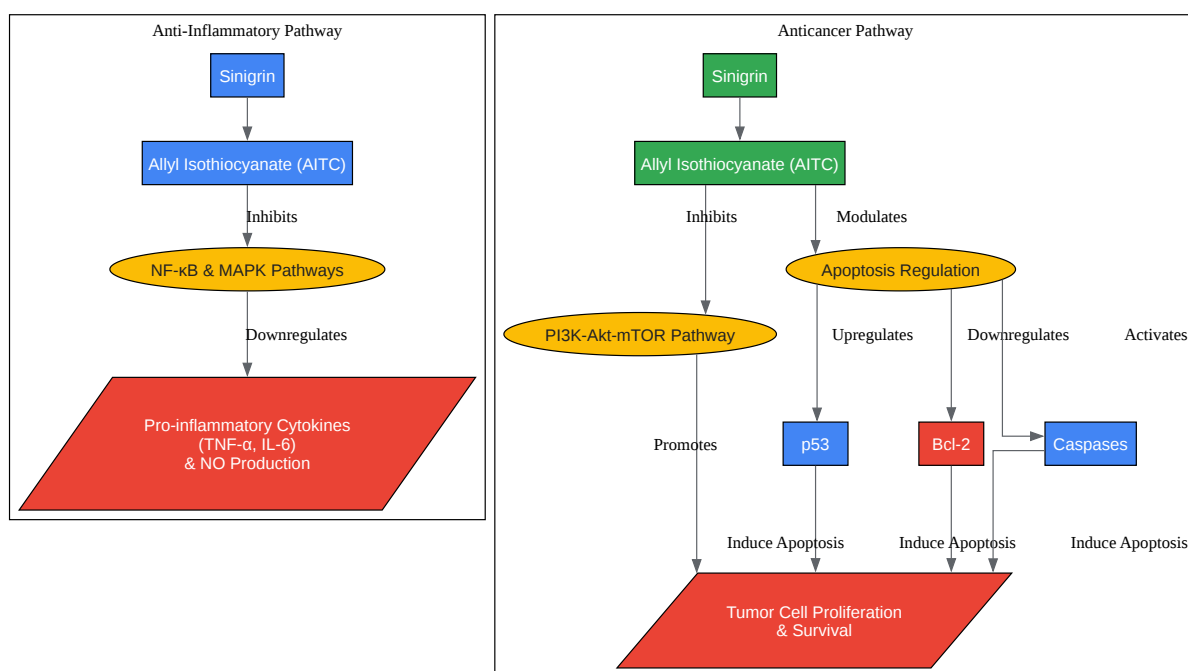 Anti-Inflammatory Pathway
Sinigrin
Allyl Isothiocyanate (AITC)
Inhibits
NF-κB & MAPK Pathways
Downregulates
Pro-inflammatory Cytokines
(TNF-α, IL-6)
& NO Production
Anticancer Pathway
Sinigrin
Allyl Isothiocyanate (AITC)
Inhibits
Modulates
Apoptosis Regulation
PI3K-Akt-mTOR Pathway
Upregulates
Downregulates
Activates
Promotes
p53
Bcl-2
Caspases
Induce Apoptosis
Induce Apoptosis
Induce Apoptosis
Tumor Cell Proliferation
& Survival